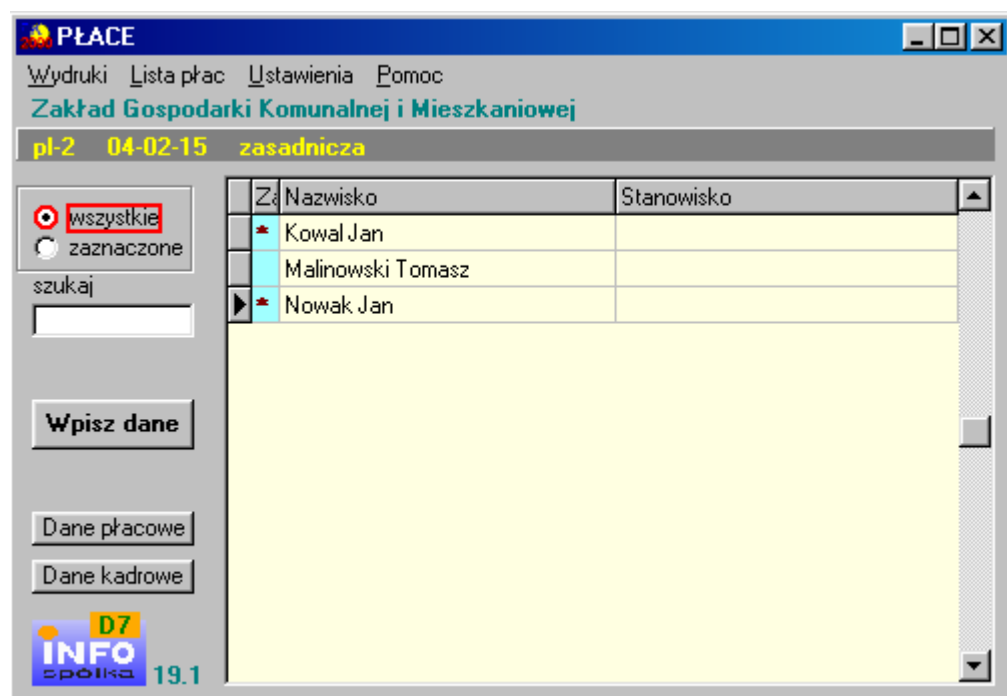 PŁACE
Wydruki Lista płac Ustawienia Pomoc
Zakład Gospodarki Komunalnej i Mieszkaniowej
pl-2 04-02-15 zasadnicza
wszystkie
zaznaczone
szukaj
Wpisz dane
Dane płacowe
Dane kadrowe
D7
INFO
spółka 19.1
Za Nazwisko Stanowisko
* Kowal Jan
Malinowski Tomasz
* Nowak Jan